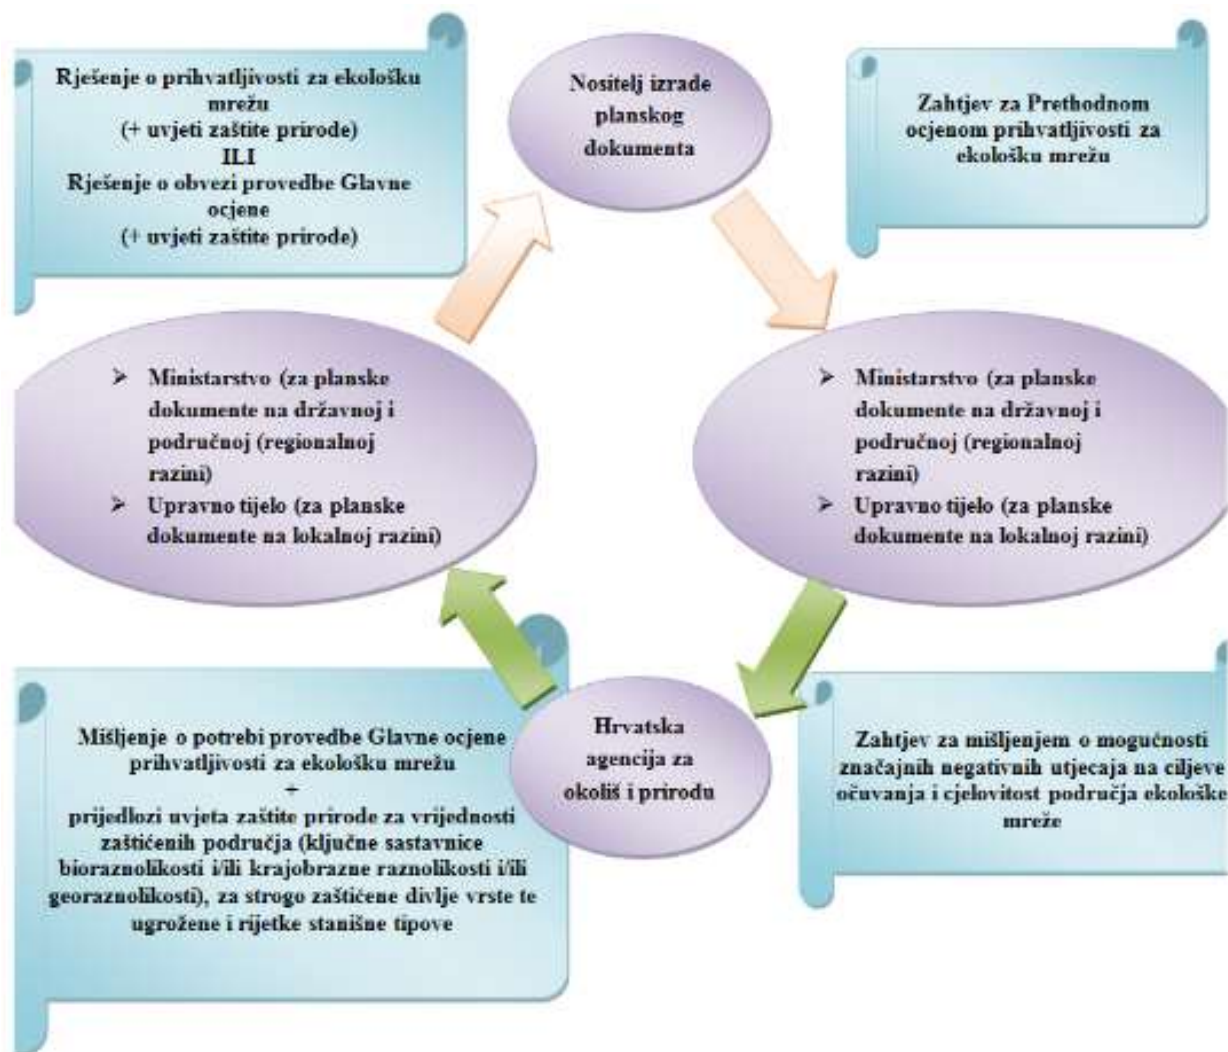 Rješenje o prihvatljivosti za ekološku
mrežu
(+ uvjeti zaštite prirode)
ILI
Rješenje o obvezi provedbe Glavne
ocjene
(+ uvjeti zaštite prirode)
Nositelj izrade
planskog
dokumenta
Zahtjev za Prethodnom
ocjenom prihvatljivosti za
ekološku mrežu
➢ Ministarstvo (za planske
dokumente na državnoj i
područnoj (regionalnoj
razini)
➢ Upravno tijelo (za planske
dokumente na lokalnoj razini)
➢ Ministarstvo (za planske
dokumente na državnoj i
područnoj (regionalnoj
razini)
➢ Upravno tijelo (za planske
dokumente na lokalnoj razini)
Mišljenje o potrebi provedbe Glavne ocjene
prihvatljivosti za ekološku mrežu
+
prijedlozi uvjeta zaštite prirode za vrijednosti
zaštićenih područja (ključne sastavnice
bioraznolikosti i/ili krajobrazne raznolikosti i/ili
georaznolikosti), za strogo zaštićene divlje vrste te
ugrožene i rijetke stanišne tipove
Hrvatska
agencija za
okoliš i prirodu
Zahtjev za mišljenjem o mogućnosti
značajnih negativnih utjecaja na ciljeve
očuvanja i cjelovitost područja ekološke
mreže